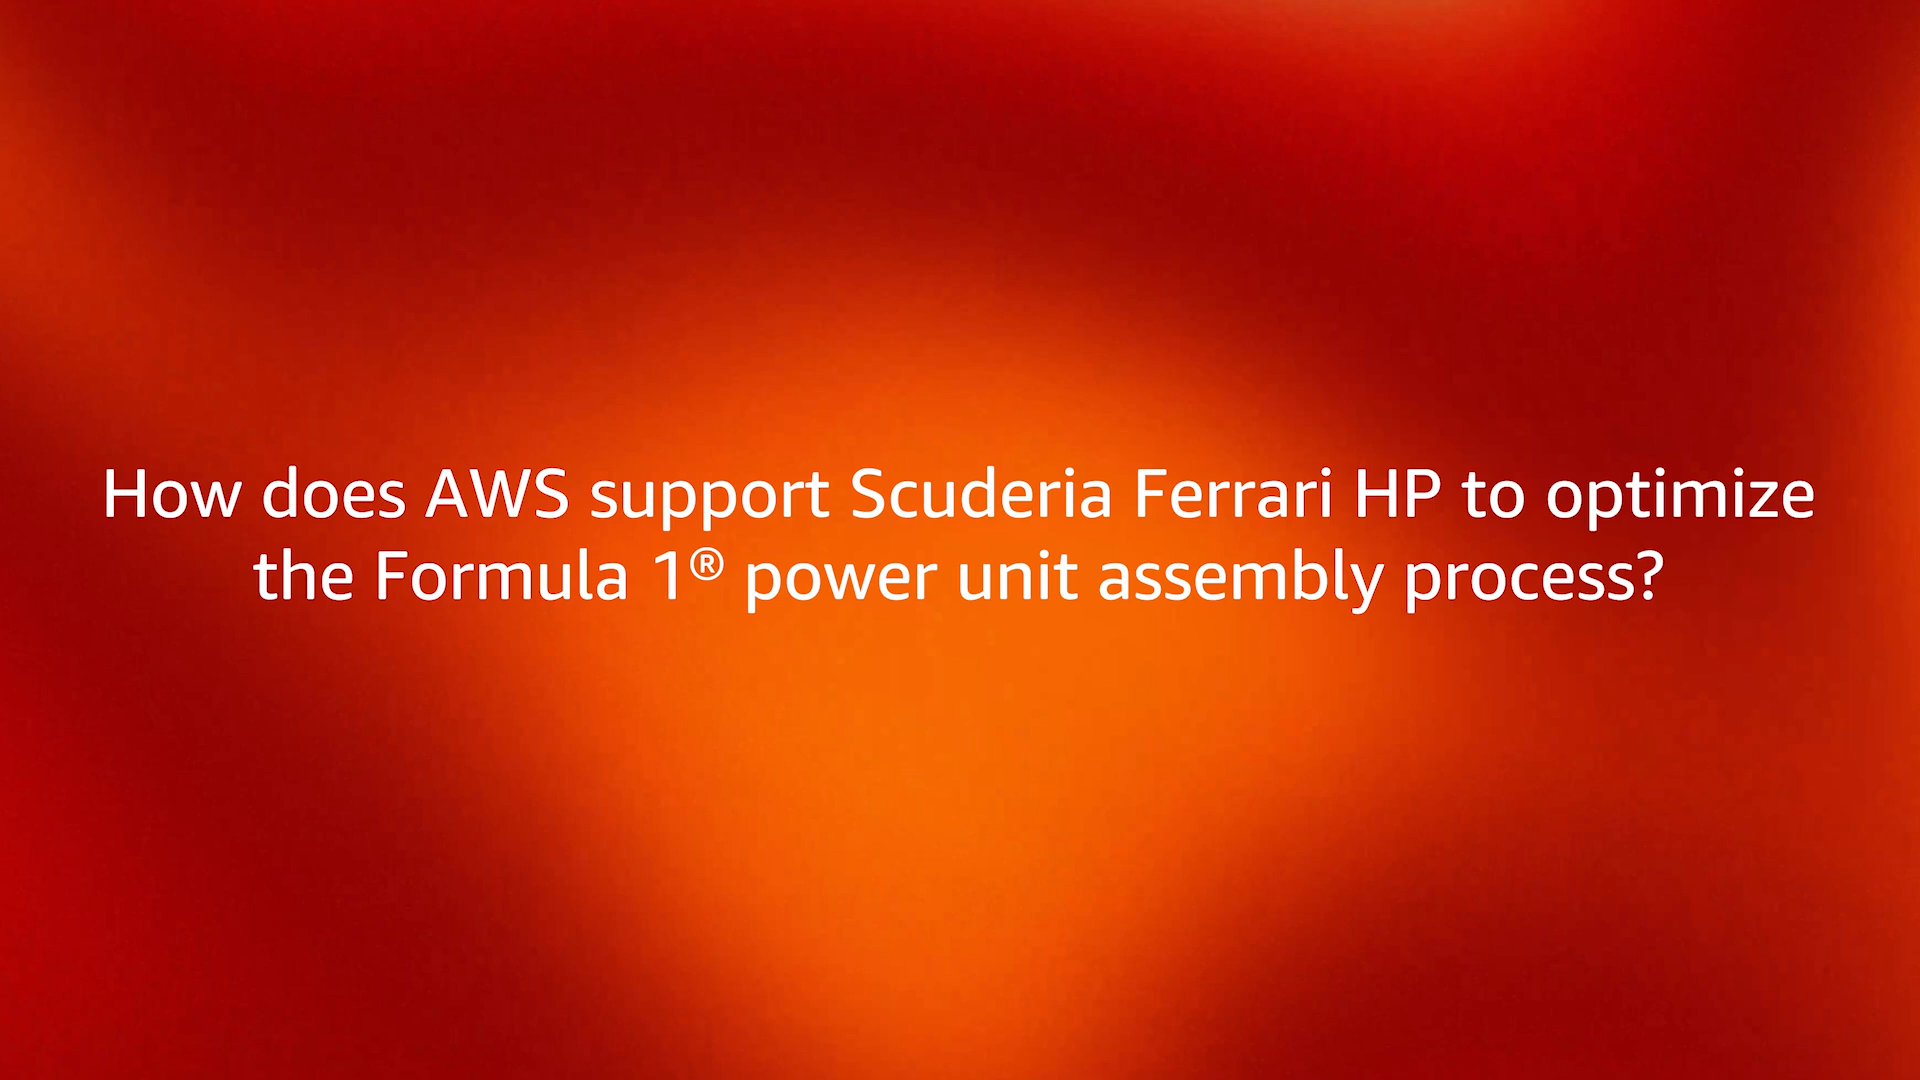 How does AWS support Scuderia Ferrari HP to optimize
the Formula 1® power unit assembly process?